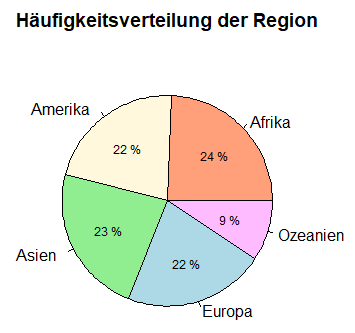 Häufigkeitsverteilung der Region
Amerika
Afrika
22 %
24 %
23 %
9 %
22 %
Ozeanien
Asien
Europa